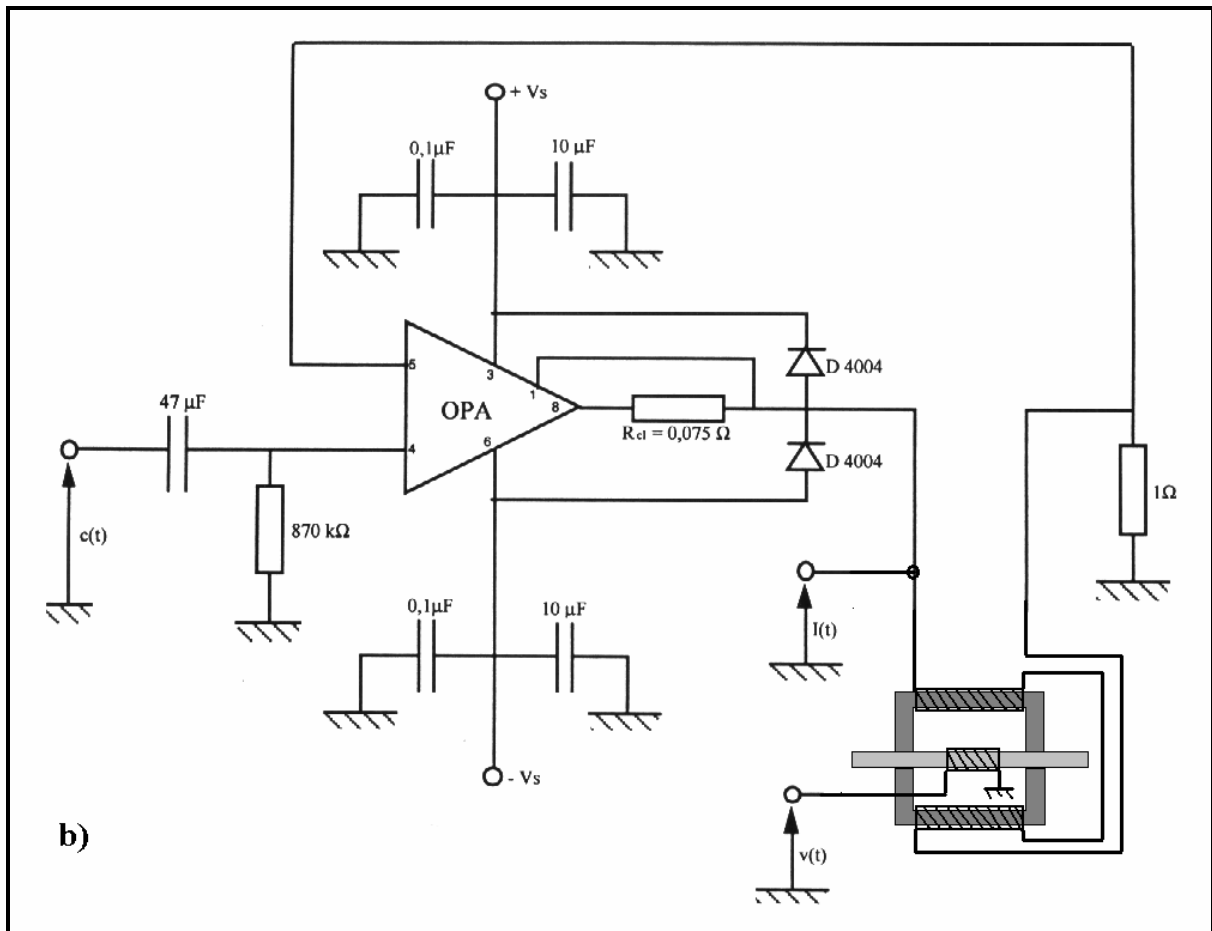 + Vs
0,1µF
10 µF
5
3
1
D 4004
47 µF
OPA
8
4
6
R_cl = 0,075 Ω
D 4004
1Ω
c(t)
870 kΩ
0,1µF
10 µF
I(t)
- Vs
b)
v(t)